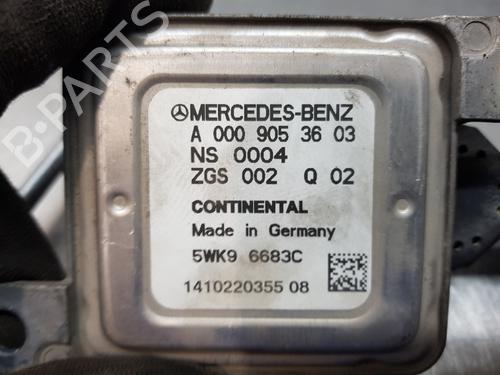 MERCEDES-BENZ
A 000 905 36 03
NS 0004
ZGS 002 Q 02
CONTINENTAL
Made in Germany
5WK9 6683C
1410220355 08
B-PARTS